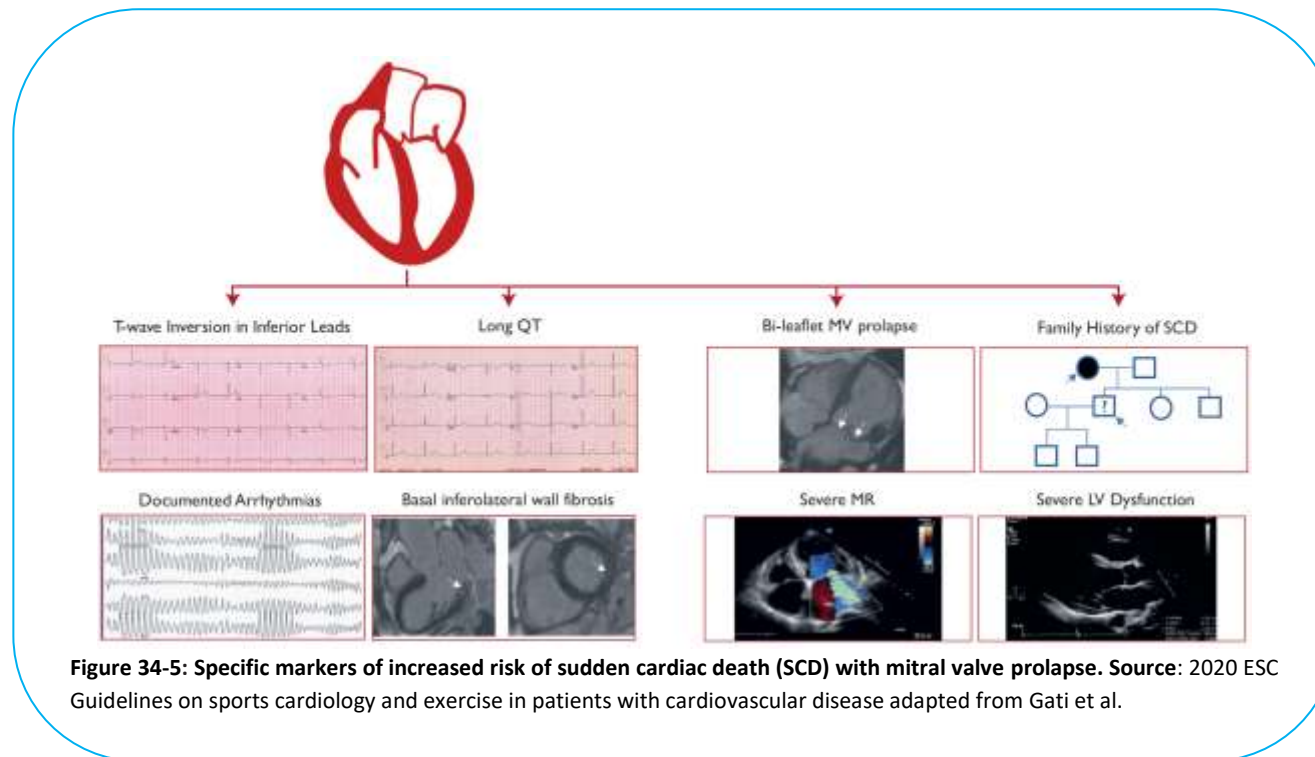 T-wave Inversion in Inferior Leads
Long QT
Bi-leaflet MV prolapse
Family History of SCD
!
Documented Arrhythmias
Basal inferolateral wall fibrosis
Severe MR
Severe LV Dysfunction
Figure 34-5: Specific markers of increased risk of sudden cardiac death (SCD) with mitral valve prolapse. Source: 2020 ESC
Guidelines on sports cardiology and exercise in patients with cardiovascular disease adapted from Gati et al.